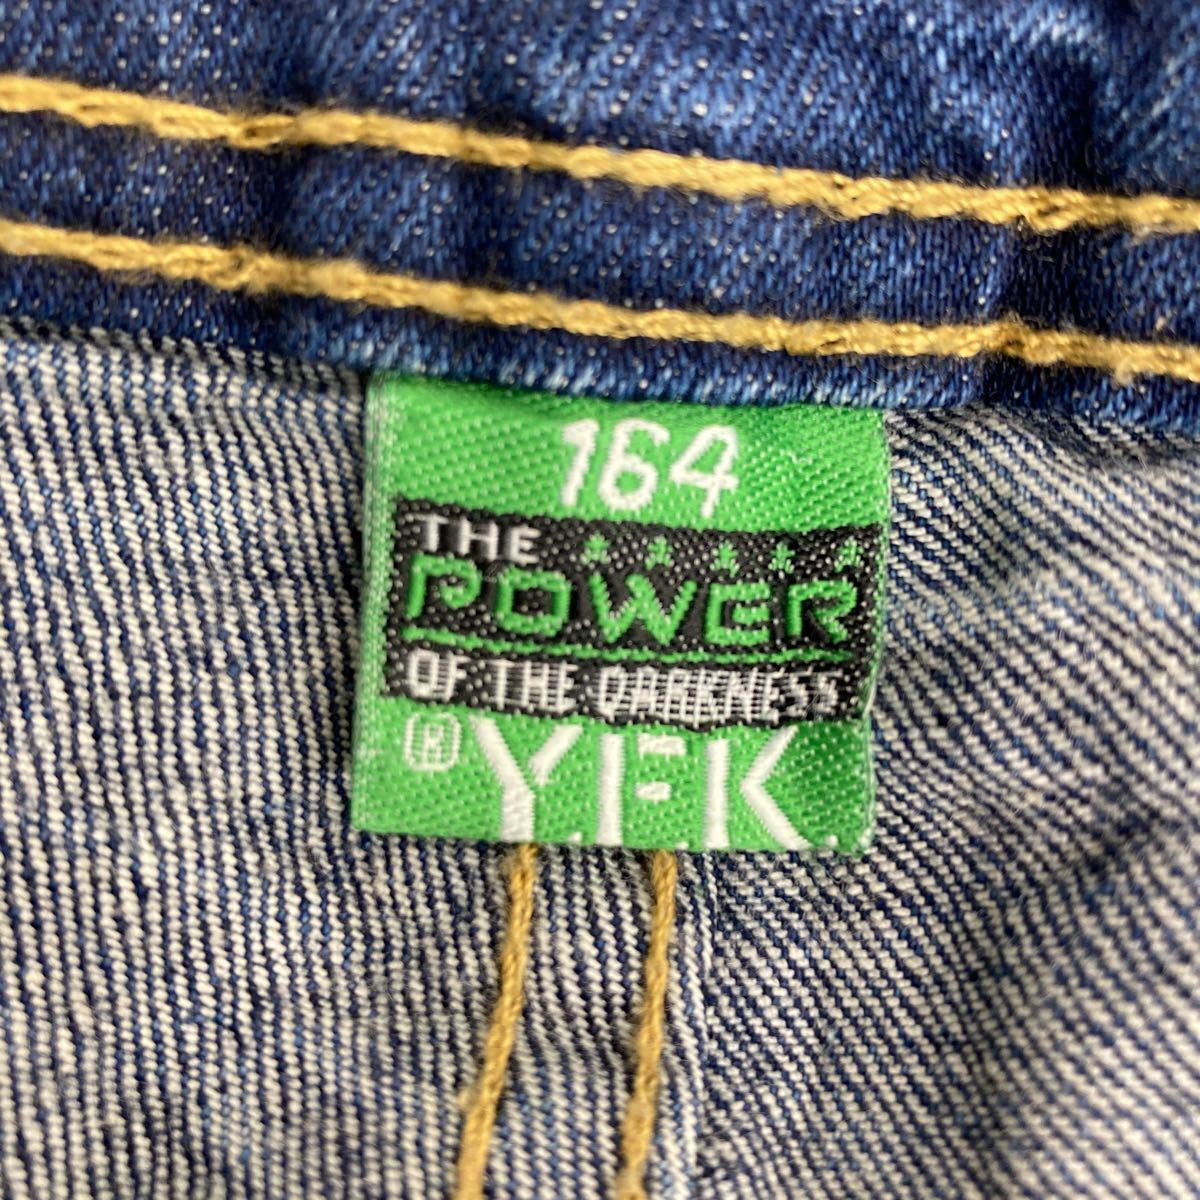 164
THE
POWER
OF THE DARKNESS
® Y.F.K.